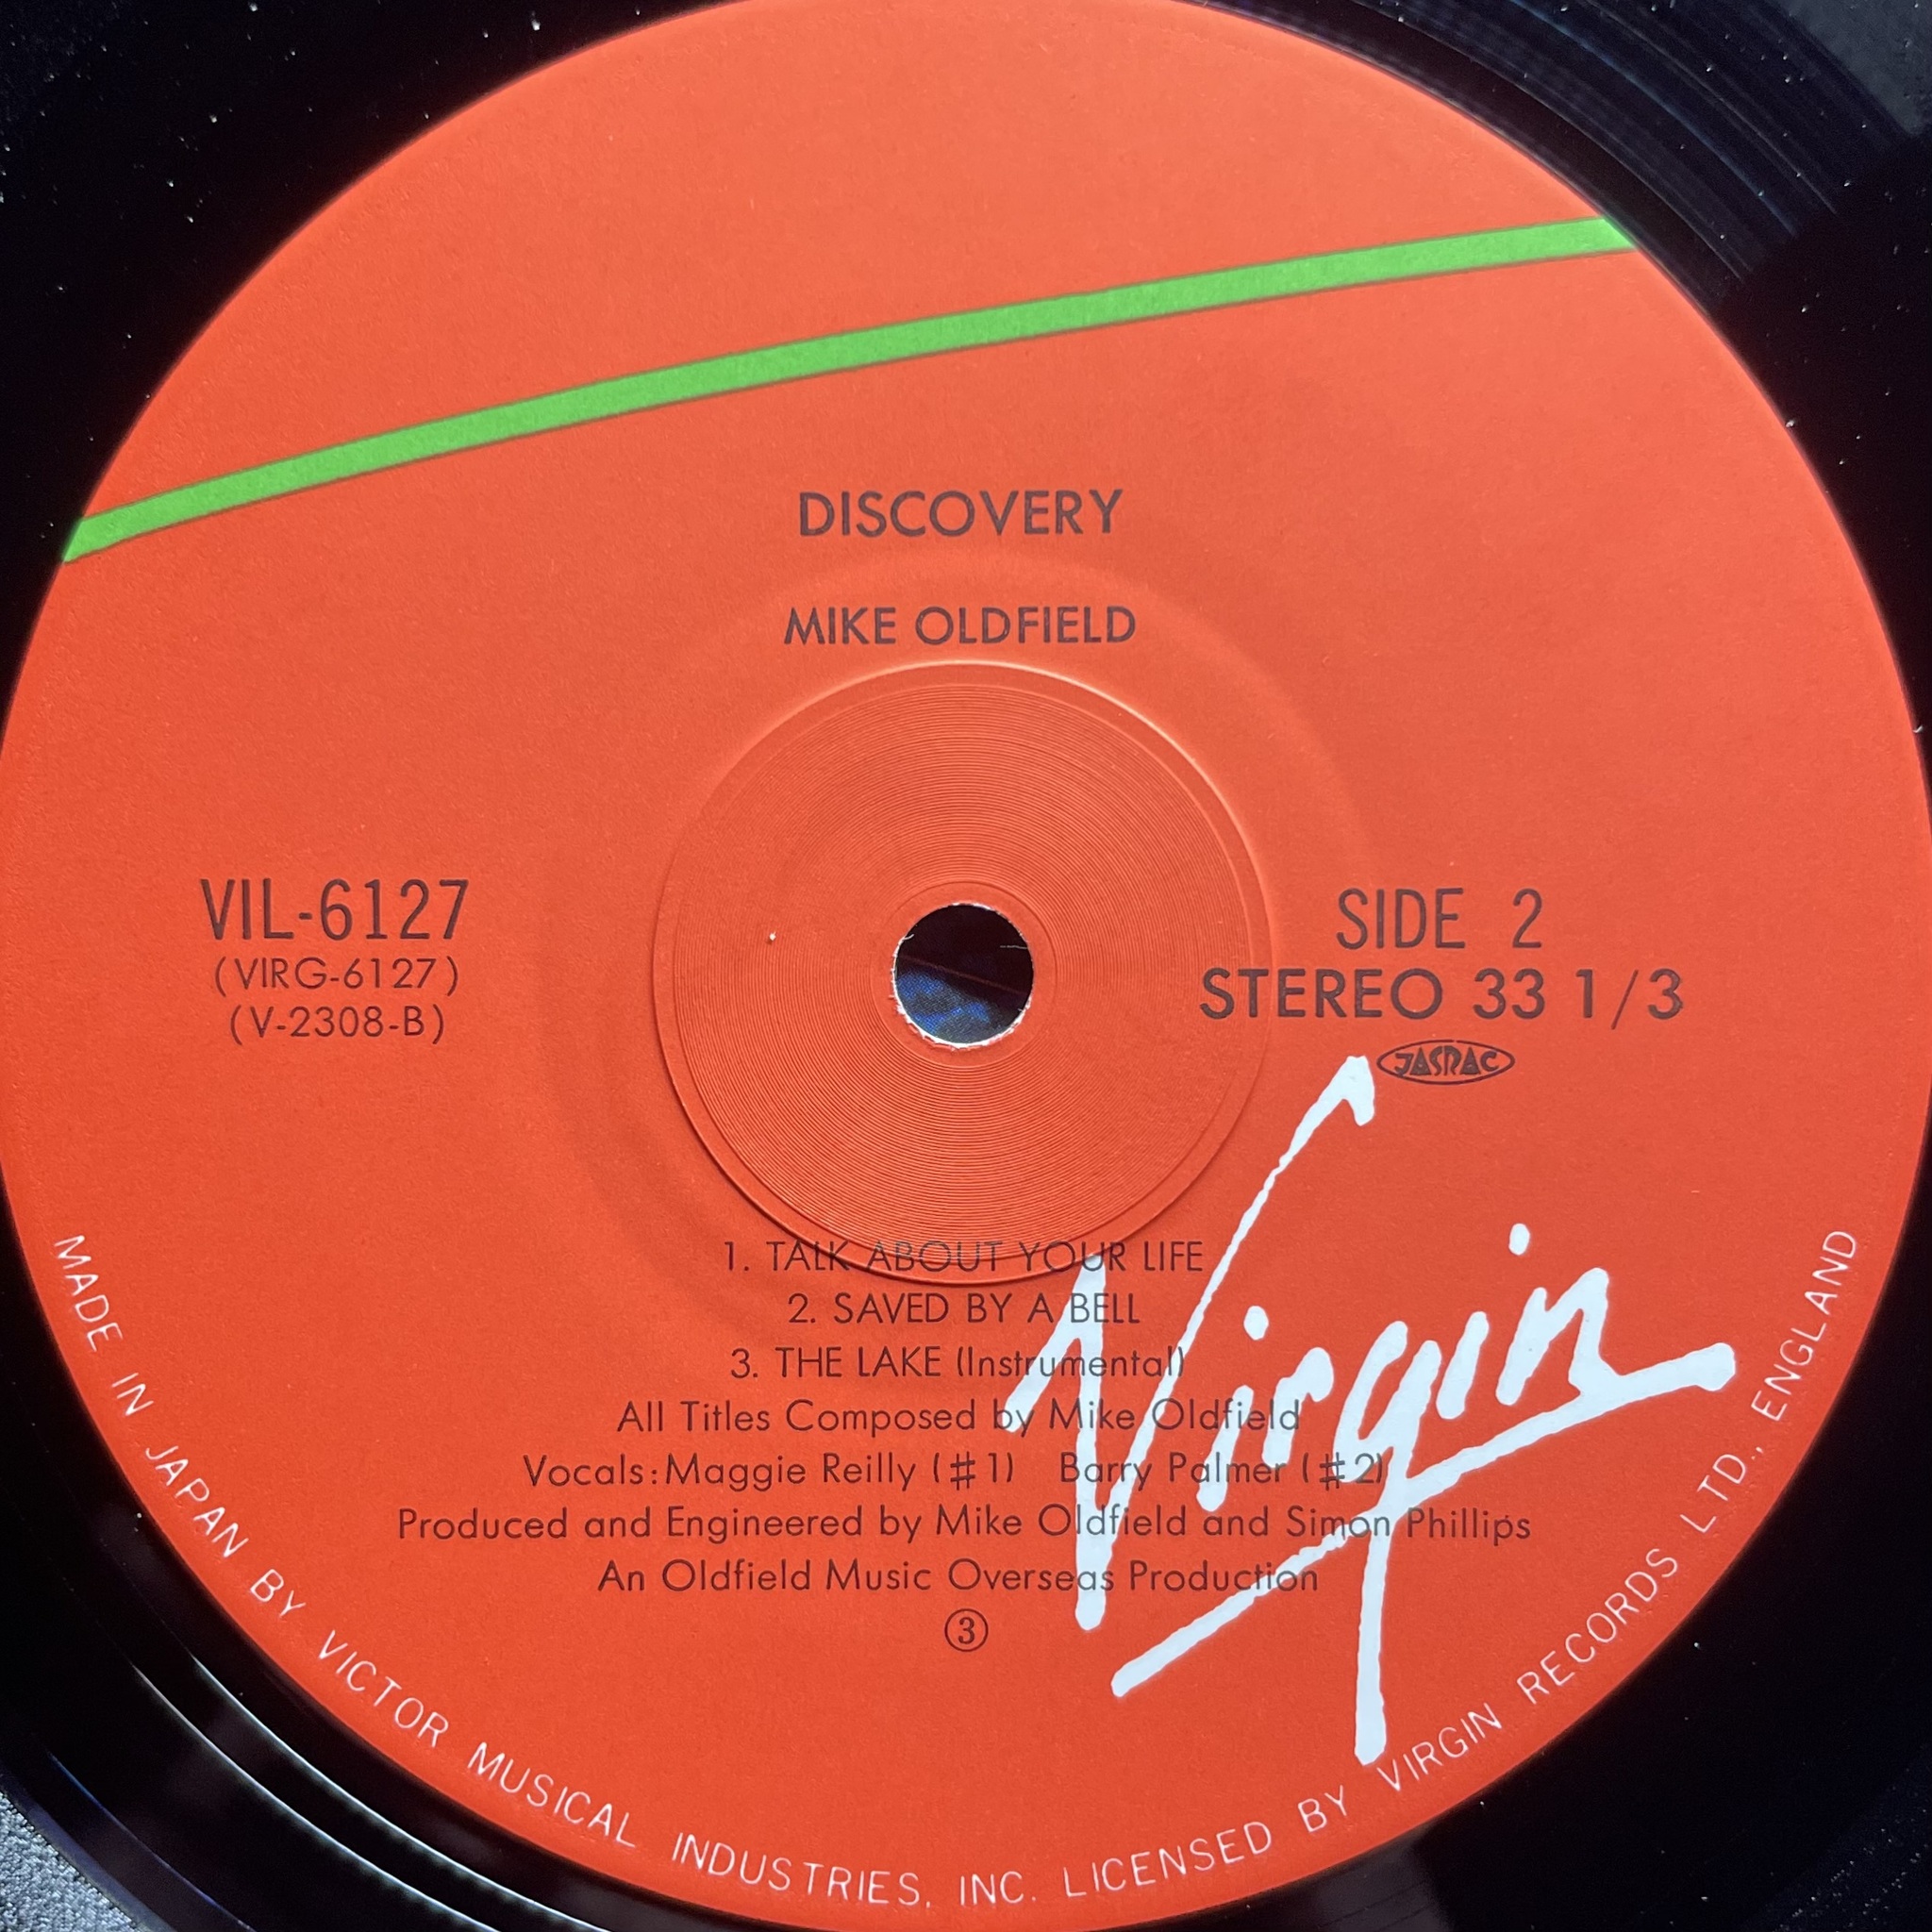 DISCOVERY
MIKE OLDFIELD
VIL-6127
(VIRG-6127)
(V-2308-B)
SIDE 2
STEREO 33 1/3
JASRAC
Virgin
1. TALK ABOUT YOUR LIFE
2. SAVED BY A BELL
3. THE LAKE (Instrumental)
All Titles Composed by Mike Oldfield
Vocals:Maggie Reilly (♯1) Barry Palmer (♯2)
Produced and Engineered by Mike Oldfield and Simon Phillips
An Oldfield Music Overseas Production
③
MADE IN JAPAN BY VICTOR MUSICAL INDUSTRIES, INC. LICENSED BY VIRGIN RECORDS LTD., ENGLAND